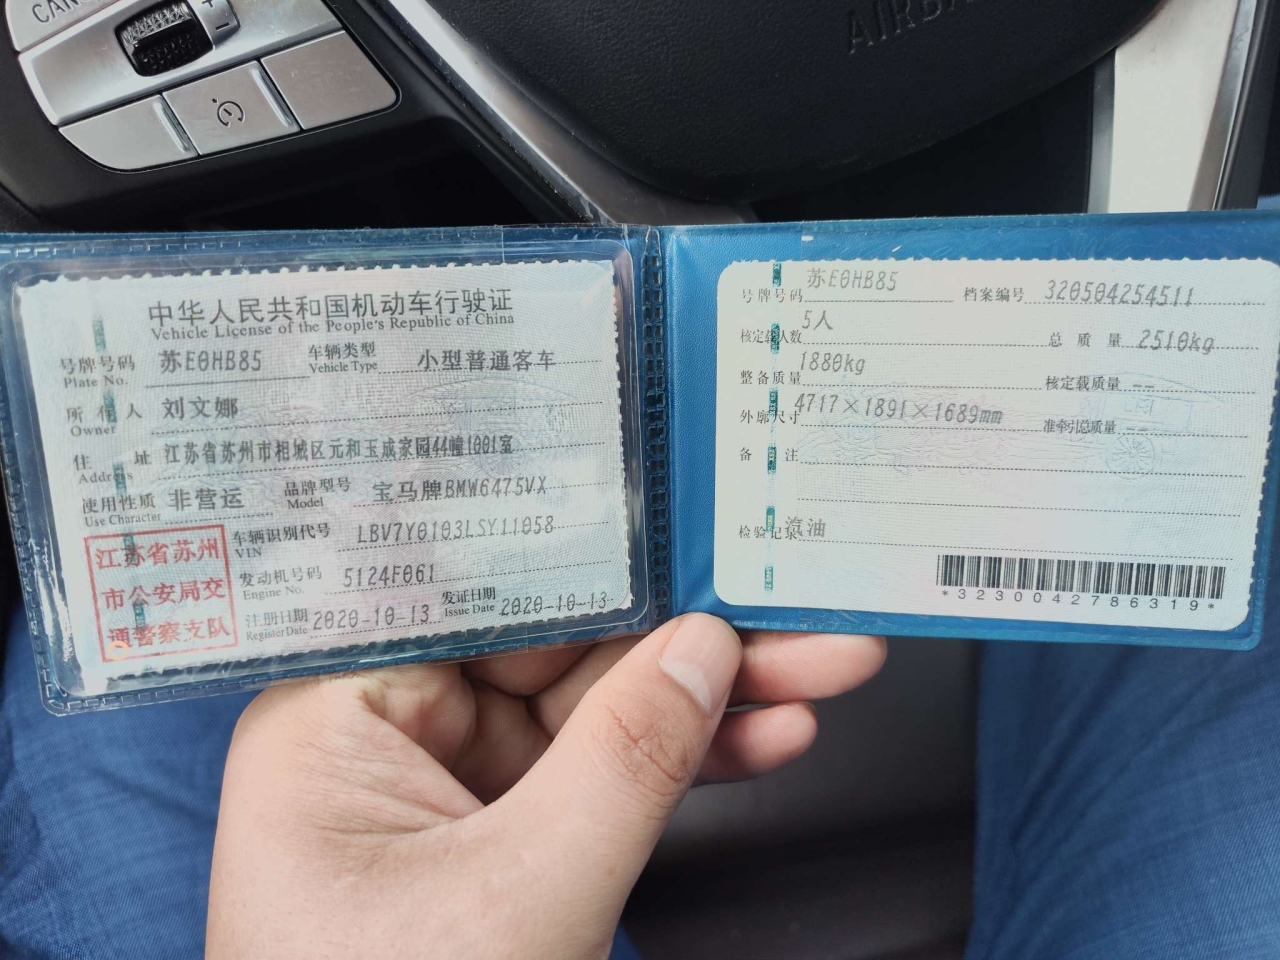 CANC
+
-
AIRBA
中华人民共和国机动车行驶证
Vehicle License of the People's Republic of China
号牌号码 苏E0HB85 车辆类型 小型普通客车
Plate No. Vehicle Type
所有人 刘文娜
Owner
住址 江苏省苏州市相城区元和玉成家园44幢1001室
Address
使用性质 非营运 品牌型号 宝马牌BMW6475VX
Use Character Model
江苏省苏州
市公安局交
通警察支队
车辆识别代号 LBV7Y0103LSY11058
VIN
发动机号码 5124F061
Engine No.
注册日期 2020-10-13 发证日期 2020-10-13
Register Date Issue Date
号牌号码 苏E0HB85 档案编号 320504254511
核定载人数 5人 总质量 2510kg
整备质量 1880kg 核定载质量 --
外廓尺寸 4717×1891×1689mm 准牵引总质量 --
备注
检验记录 汽油
*3230042786319*